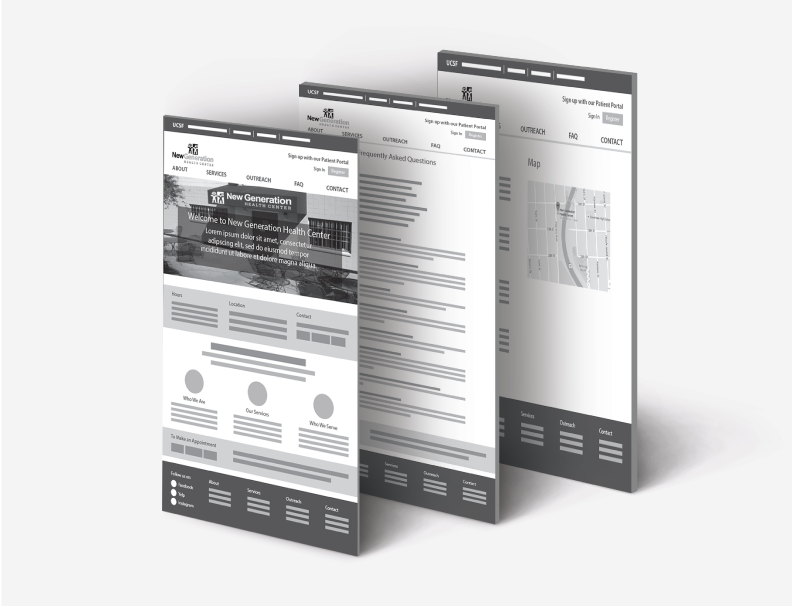 UCSF
New Generation
HEALTH CENTER
Sign up with our Patient Portal
Sign In Register
ABOUT SERVICES OUTREACH FAQ CONTACT
New Generation
HEALTH CENTER
Welcome to New Generation Health Center
Lorem ipsum dolor sit amet, consectetur
adipscing elit, sed do eiusmod tempor
incididunt ut labore et dolore magna aliqua.
Hours Location Contact
Who We Are Our Services Who We Serve
To Make an Appointment
Follow us on: About Services Outreach Contact
Facebook
Yelp
Instagram
UCSF
New Generation
HEALTH CENTER
Sign up with our Patient Portal
Sign In Register
ABOUT SERVICES OUTREACH FAQ CONTACT
equently Asked Questions
Services Outreach Contact
UCSF
Sign up with our Patient Portal
Sign In Register
S OUTREACH FAQ CONTACT
Map
Services Outreach Contact